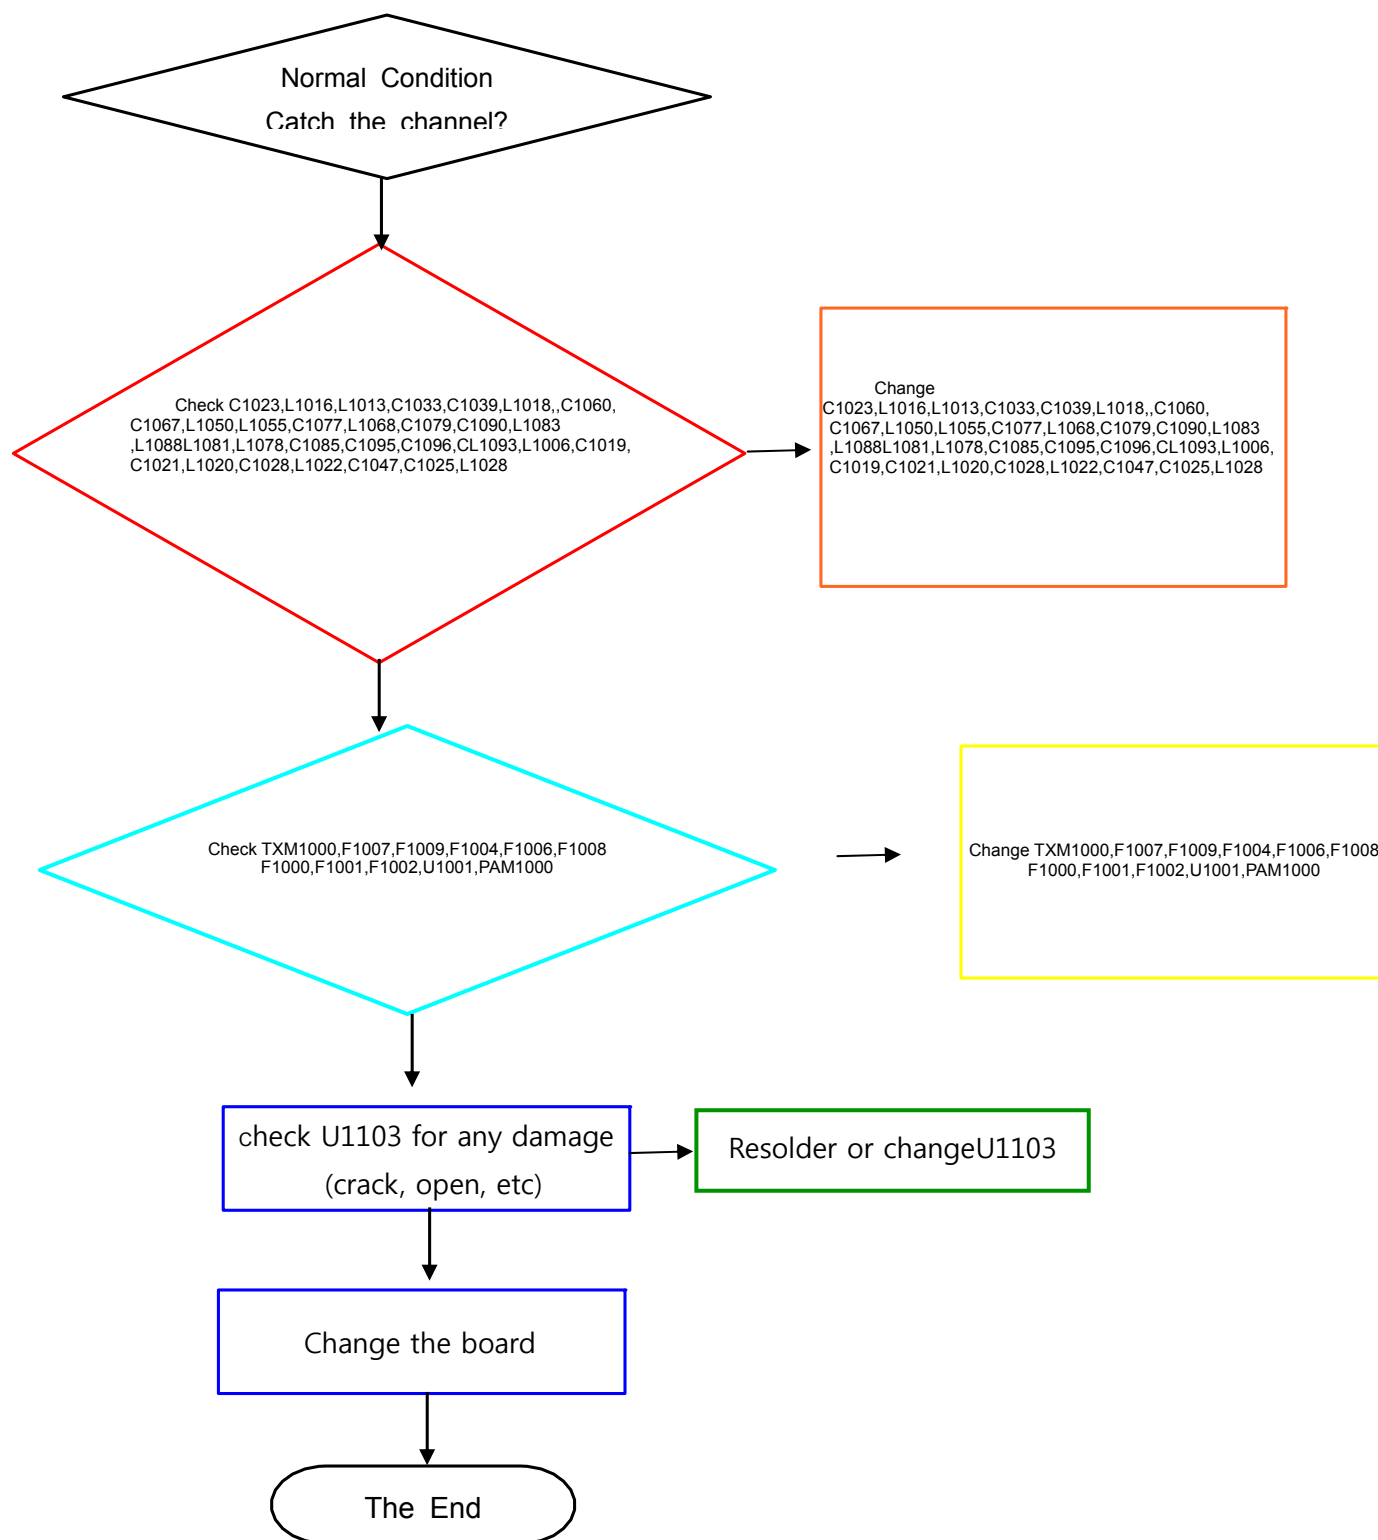 Normal Condition
Catch the channel?
Check C1023,L1016,L1013,C1033,C1039,L1018,,C1060,
C1067,L1050,L1055,C1077,L1068,C1079,C1090,L1083
,L1088L1081,L1078,C1085,C1095,C1096,CL1093,L1006,C1019,
C1021,L1020,C1028,L1022,C1047,C1025,L1028
Change
C1023,L1016,L1013,C1033,C1039,L1018,,C1060,
C1067,L1050,L1055,C1077,L1068,C1079,C1090,L1083
,L1088L1081,L1078,C1085,C1095,C1096,CL1093,L1006,
C1019,C1021,L1020,C1028,L1022,C1047,C1025,L1028
Check TXM1000,F1007,F1009,F1004,F1006,F1008
F1000,F1001,F1002,U1001,PAM1000
Change TXM1000,F1007,F1009,F1004,F1006,F1008
F1000,F1001,F1002,U1001,PAM1000
check U1103 for any damage
(crack, open, etc)
Resolder or changeU1103
Change the board
The End